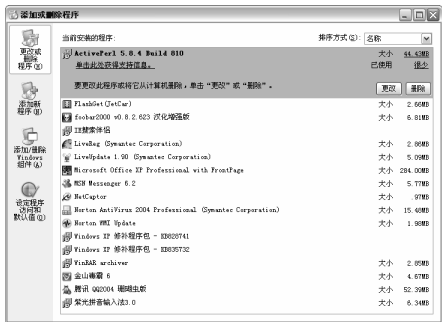 添加或删除程序
更改或删除程序(H)
当前安装的程序:
排序方式(S): 名称
ActivePerl 5.8.4 Build 810
大小 44.43MB
单击此处获得支持信息。
已使用 很少
要更改此程序或将它从计算机删除，单击“更改”或“删除”。
更改 删除
添加新程序(N)
添加/删除Windows组件(A)
设定程序访问和默认值(O)
FlashGet(JetCar) 大小 2.66MB
foobar2000 v0.8.2.623 汉化增强版 大小 6.81MB
IE搜索伴侣
LiveReg (Symantec Corporation) 大小 2.86MB
LiveUpdate 1.90 (Symantec Corporation) 大小 5.09MB
Microsoft Office XP Professional with FrontPage 大小 284.00MB
MSN Messenger 6.2 大小 5.77MB
NetCaptor 大小 .97MB
Norton AntiVirus 2004 Professional (Symantec Corporation) 大小 15.48MB
Norton WMI Update 大小 1.98MB
Windows XP 修补程序包 - KB828741
Windows XP 修补程序包 - KB835732
WinRAR archiver 大小 2.85MB
金山毒霸 6 大小 4.67MB
腾讯 QQ2004 珊瑚虫版 大小 52.39MB
紫光拼音输入法3.0 大小 6.34MB